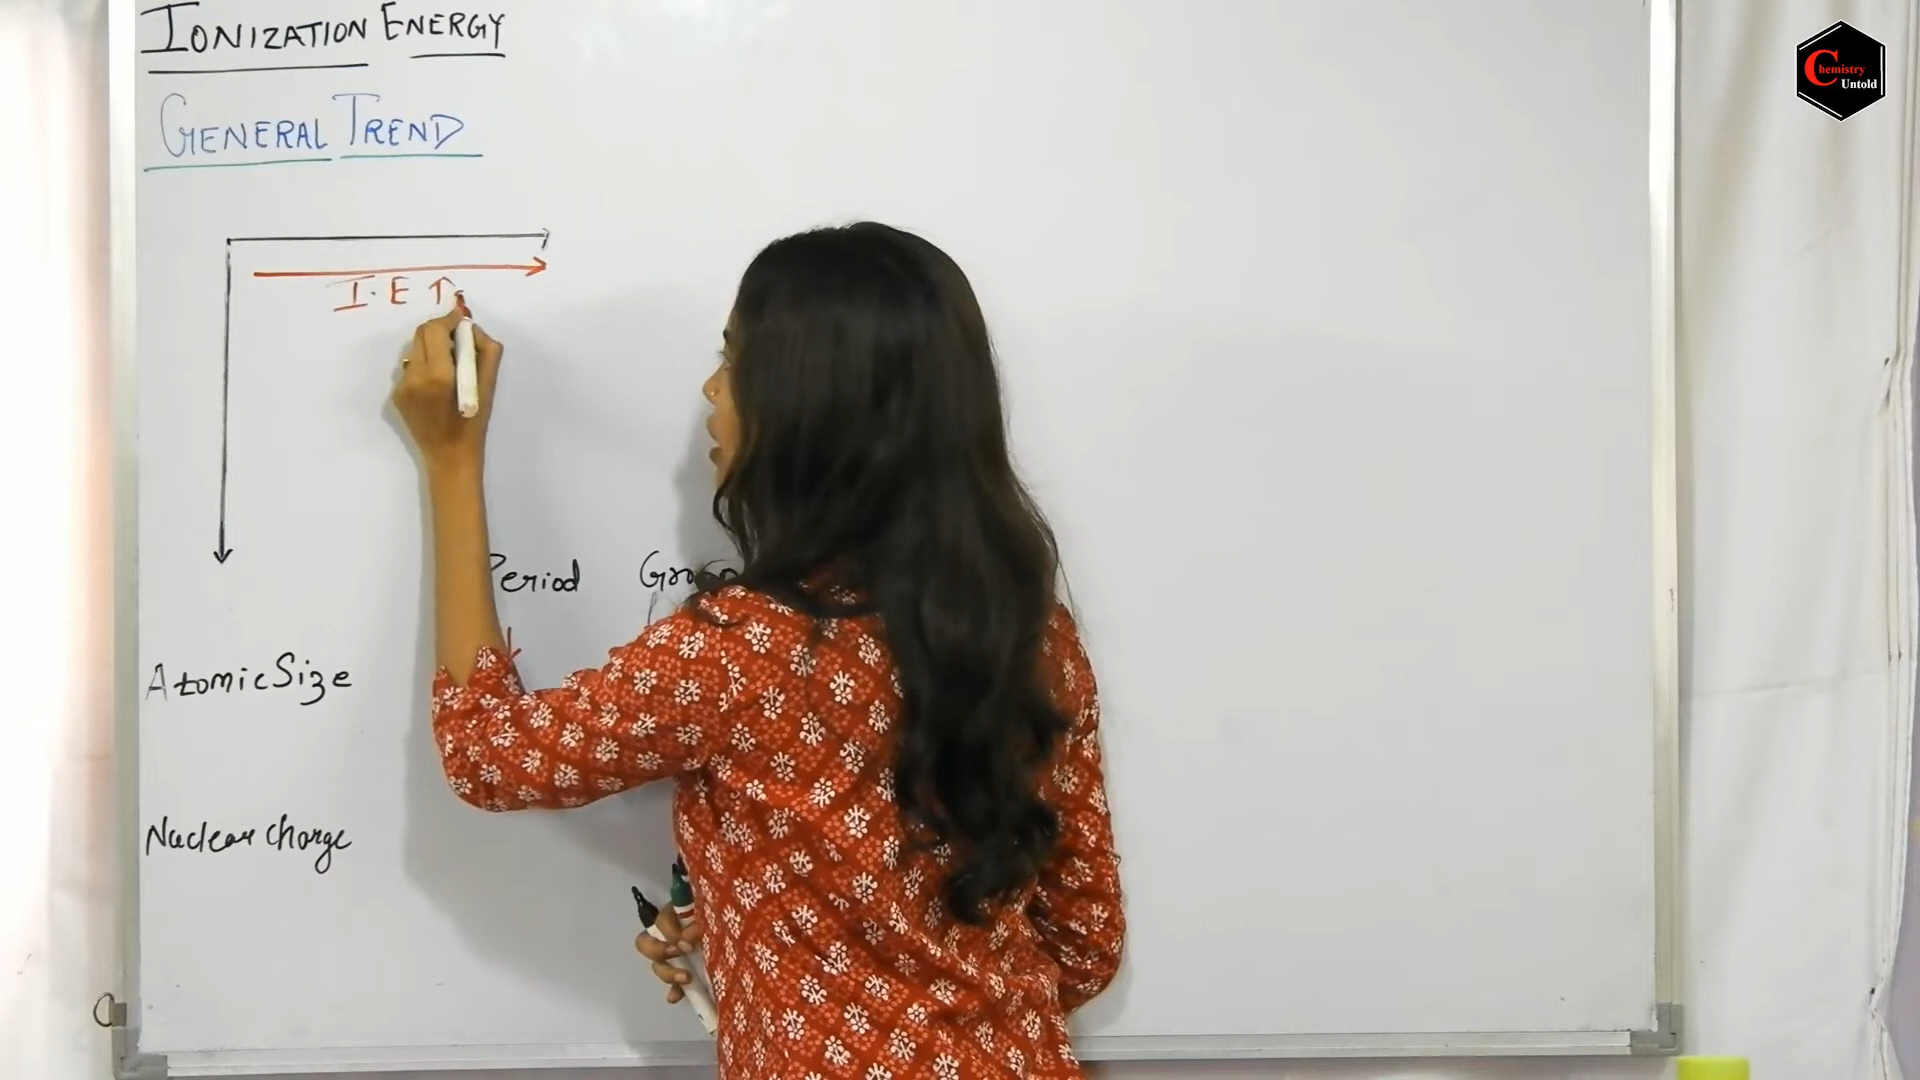 IONIZATION ENERGY
GENERAL TREND
I.E ↑
Period
Atomic Size
Nuclear charge
Chemistry
Untold